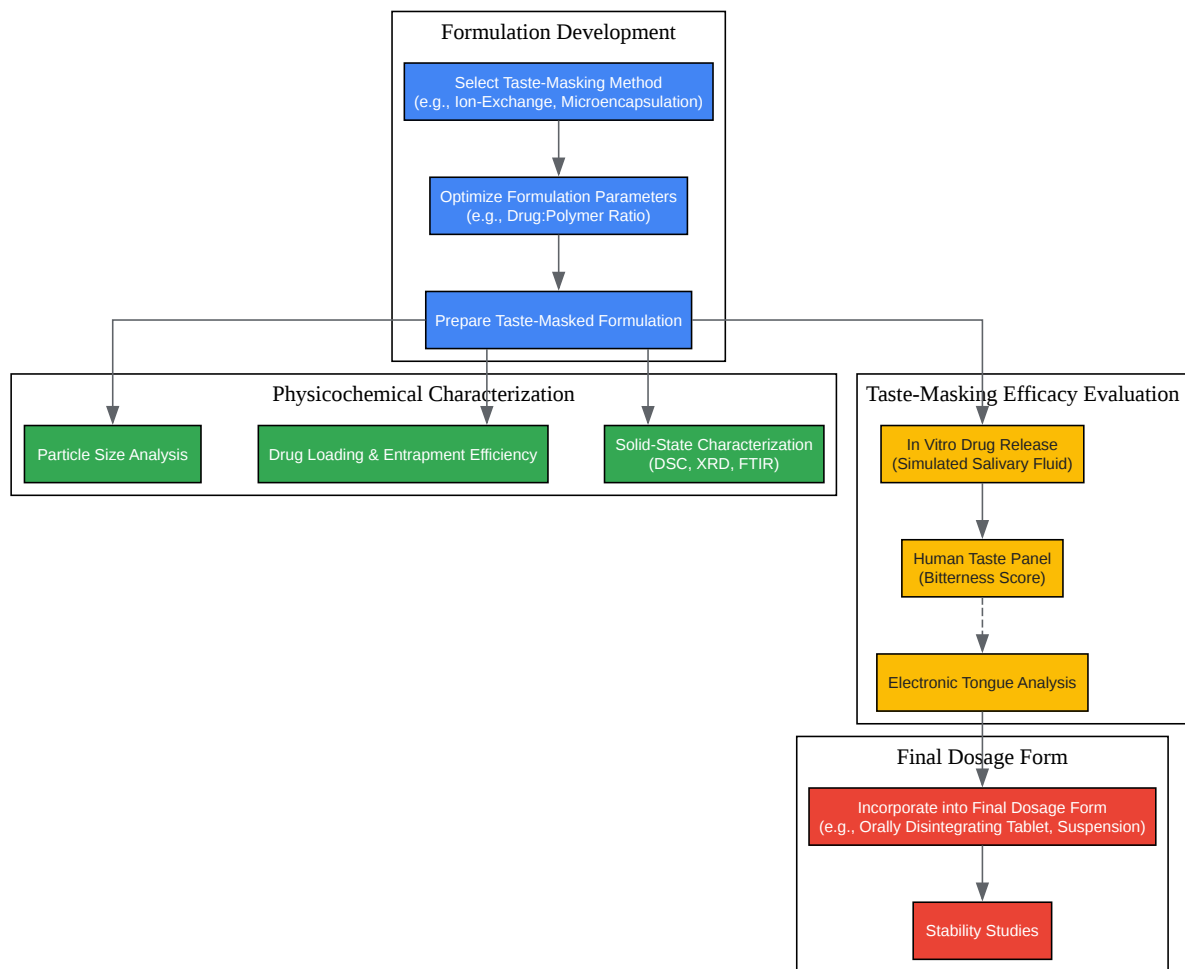 Formulation Development
Select Taste-Masking Method
(e.g., Ion-Exchange, Microencapsulation)
Optimize Formulation Parameters
(e.g., Drug:Polymer Ratio)
Prepare Taste-Masked Formulation
Physicochemical Characterization
Particle Size Analysis
Drug Loading & Entrapment Efficiency
Solid-State Characterization
(DSC, XRD, FTIR)
Taste-Masking Efficacy Evaluation
In Vitro Drug Release
(Simulated Salivary Fluid)
Human Taste Panel
(Bitterness Score)
Electronic Tongue Analysis
Final Dosage Form
Incorporate into Final Dosage Form
(e.g., Orally Disintegrating Tablet, Suspension)
Stability Studies